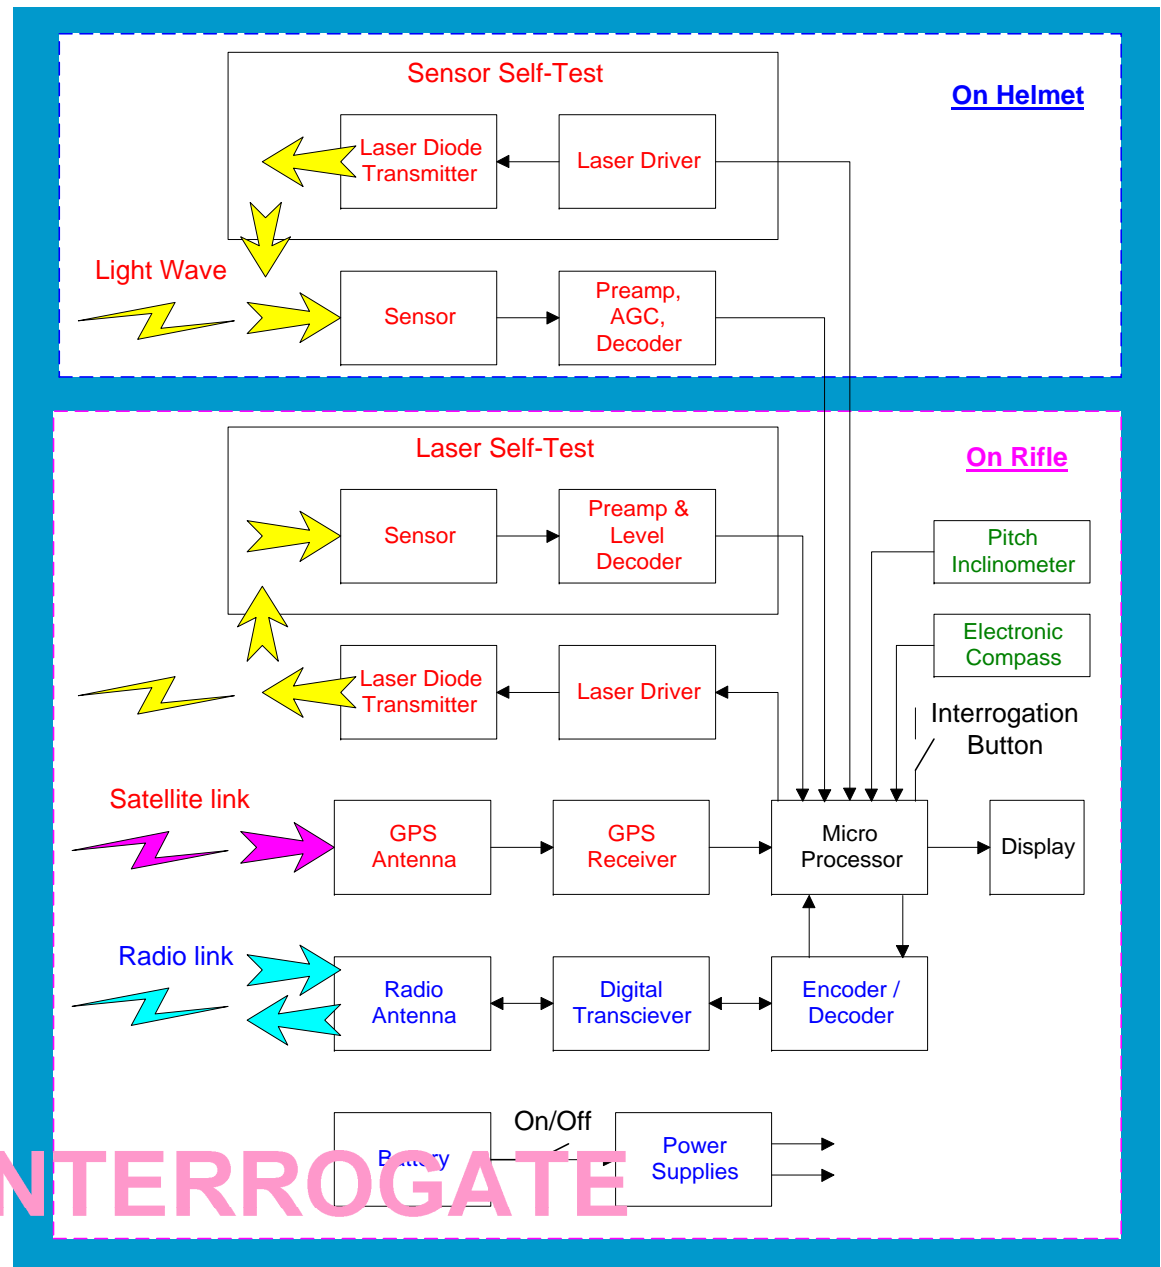 Sensor Self-Test
On Helmet
Laser Diode
Transmitter
Laser Driver
Light Wave
Sensor
Preamp,
AGC,
Decoder
Laser Self-Test
On Rifle
Sensor
Preamp &
Level
Decoder
Pitch
Inclinometer
Electronic
Compass
Laser Diode
Transmitter
Laser Driver
Interrogation
Button
Satellite link
GPS
Antenna
GPS
Receiver
Micro
Processor
Display
Radio link
Radio
Antenna
Digital
Transciever
Encoder /
Decoder
On/Off
Battery
Power
Supplies
NTERROGATE